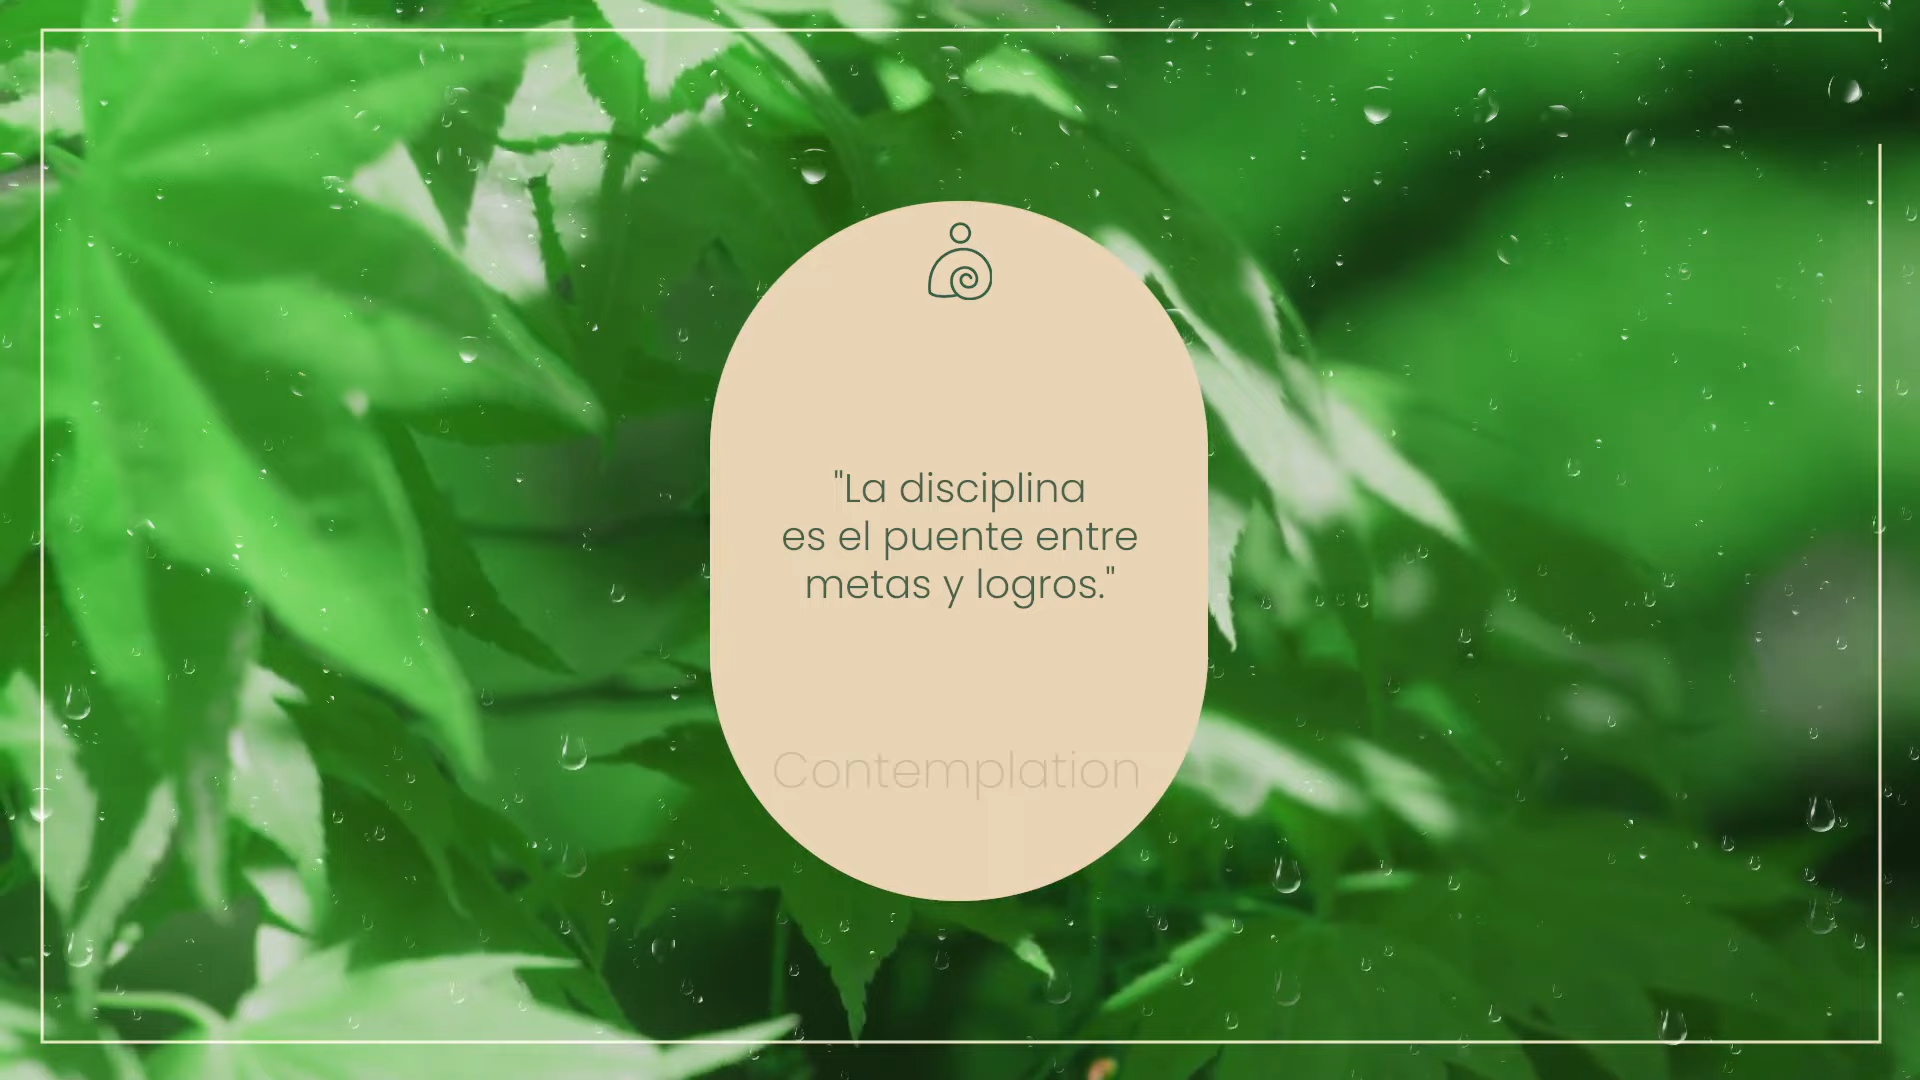 "La disciplina
es el puente entre
metas y logros."
Contemplation